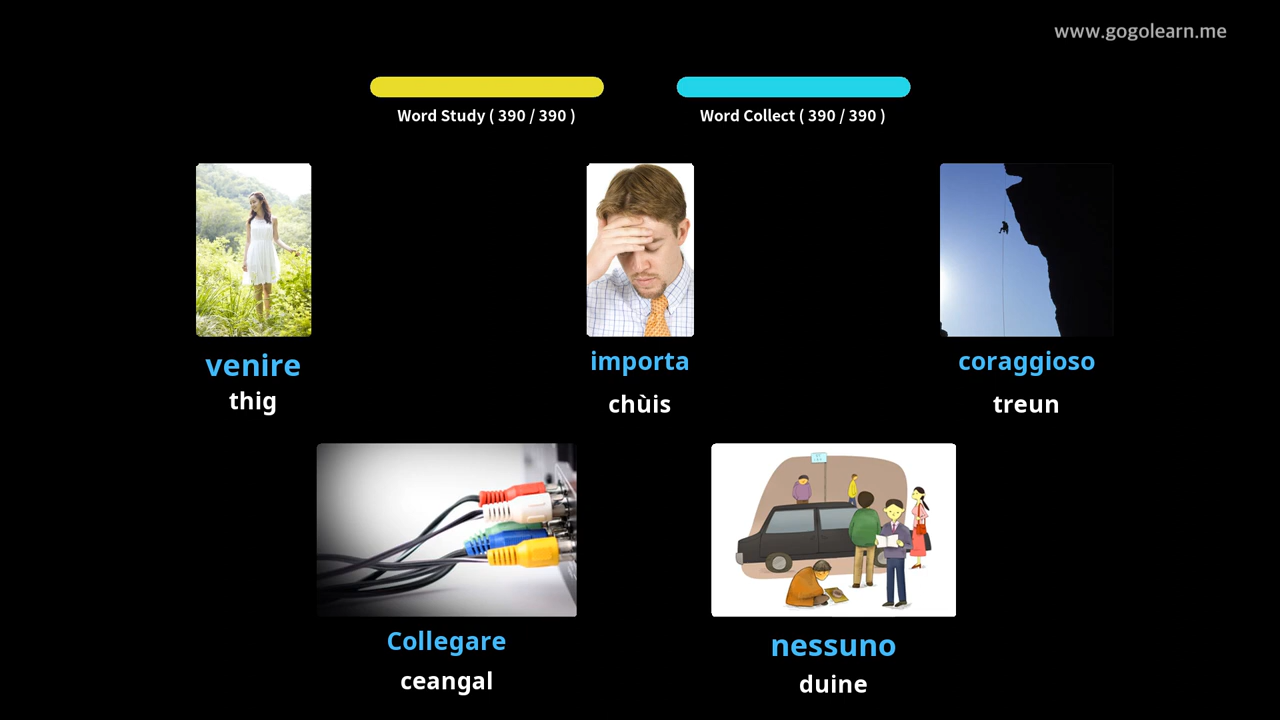 www.gogolearn.me
Word Study ( 390 / 390 )
Word Collect ( 390 / 390 )
venire
thig
importa
chùis
coraggioso
treun
Collegare
ceangal
nessuno
duine